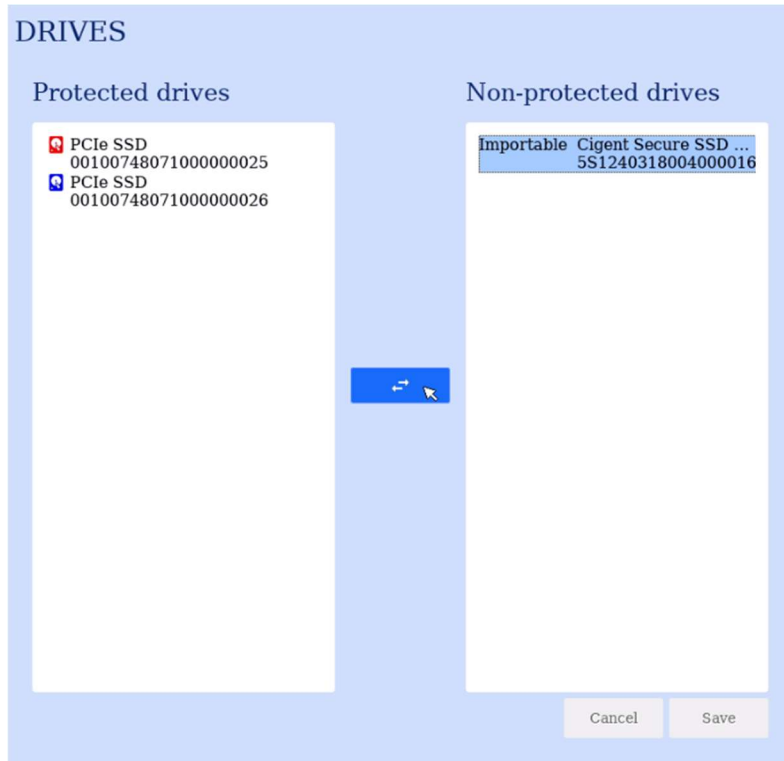 DRIVES
Protected drives
PCIe SSD
00100748071000000025
PCIe SSD
00100748071000000026
Non-protected drives
Importable Cigent Secure SSD ...
5S1240318004000016
Cancel
Save